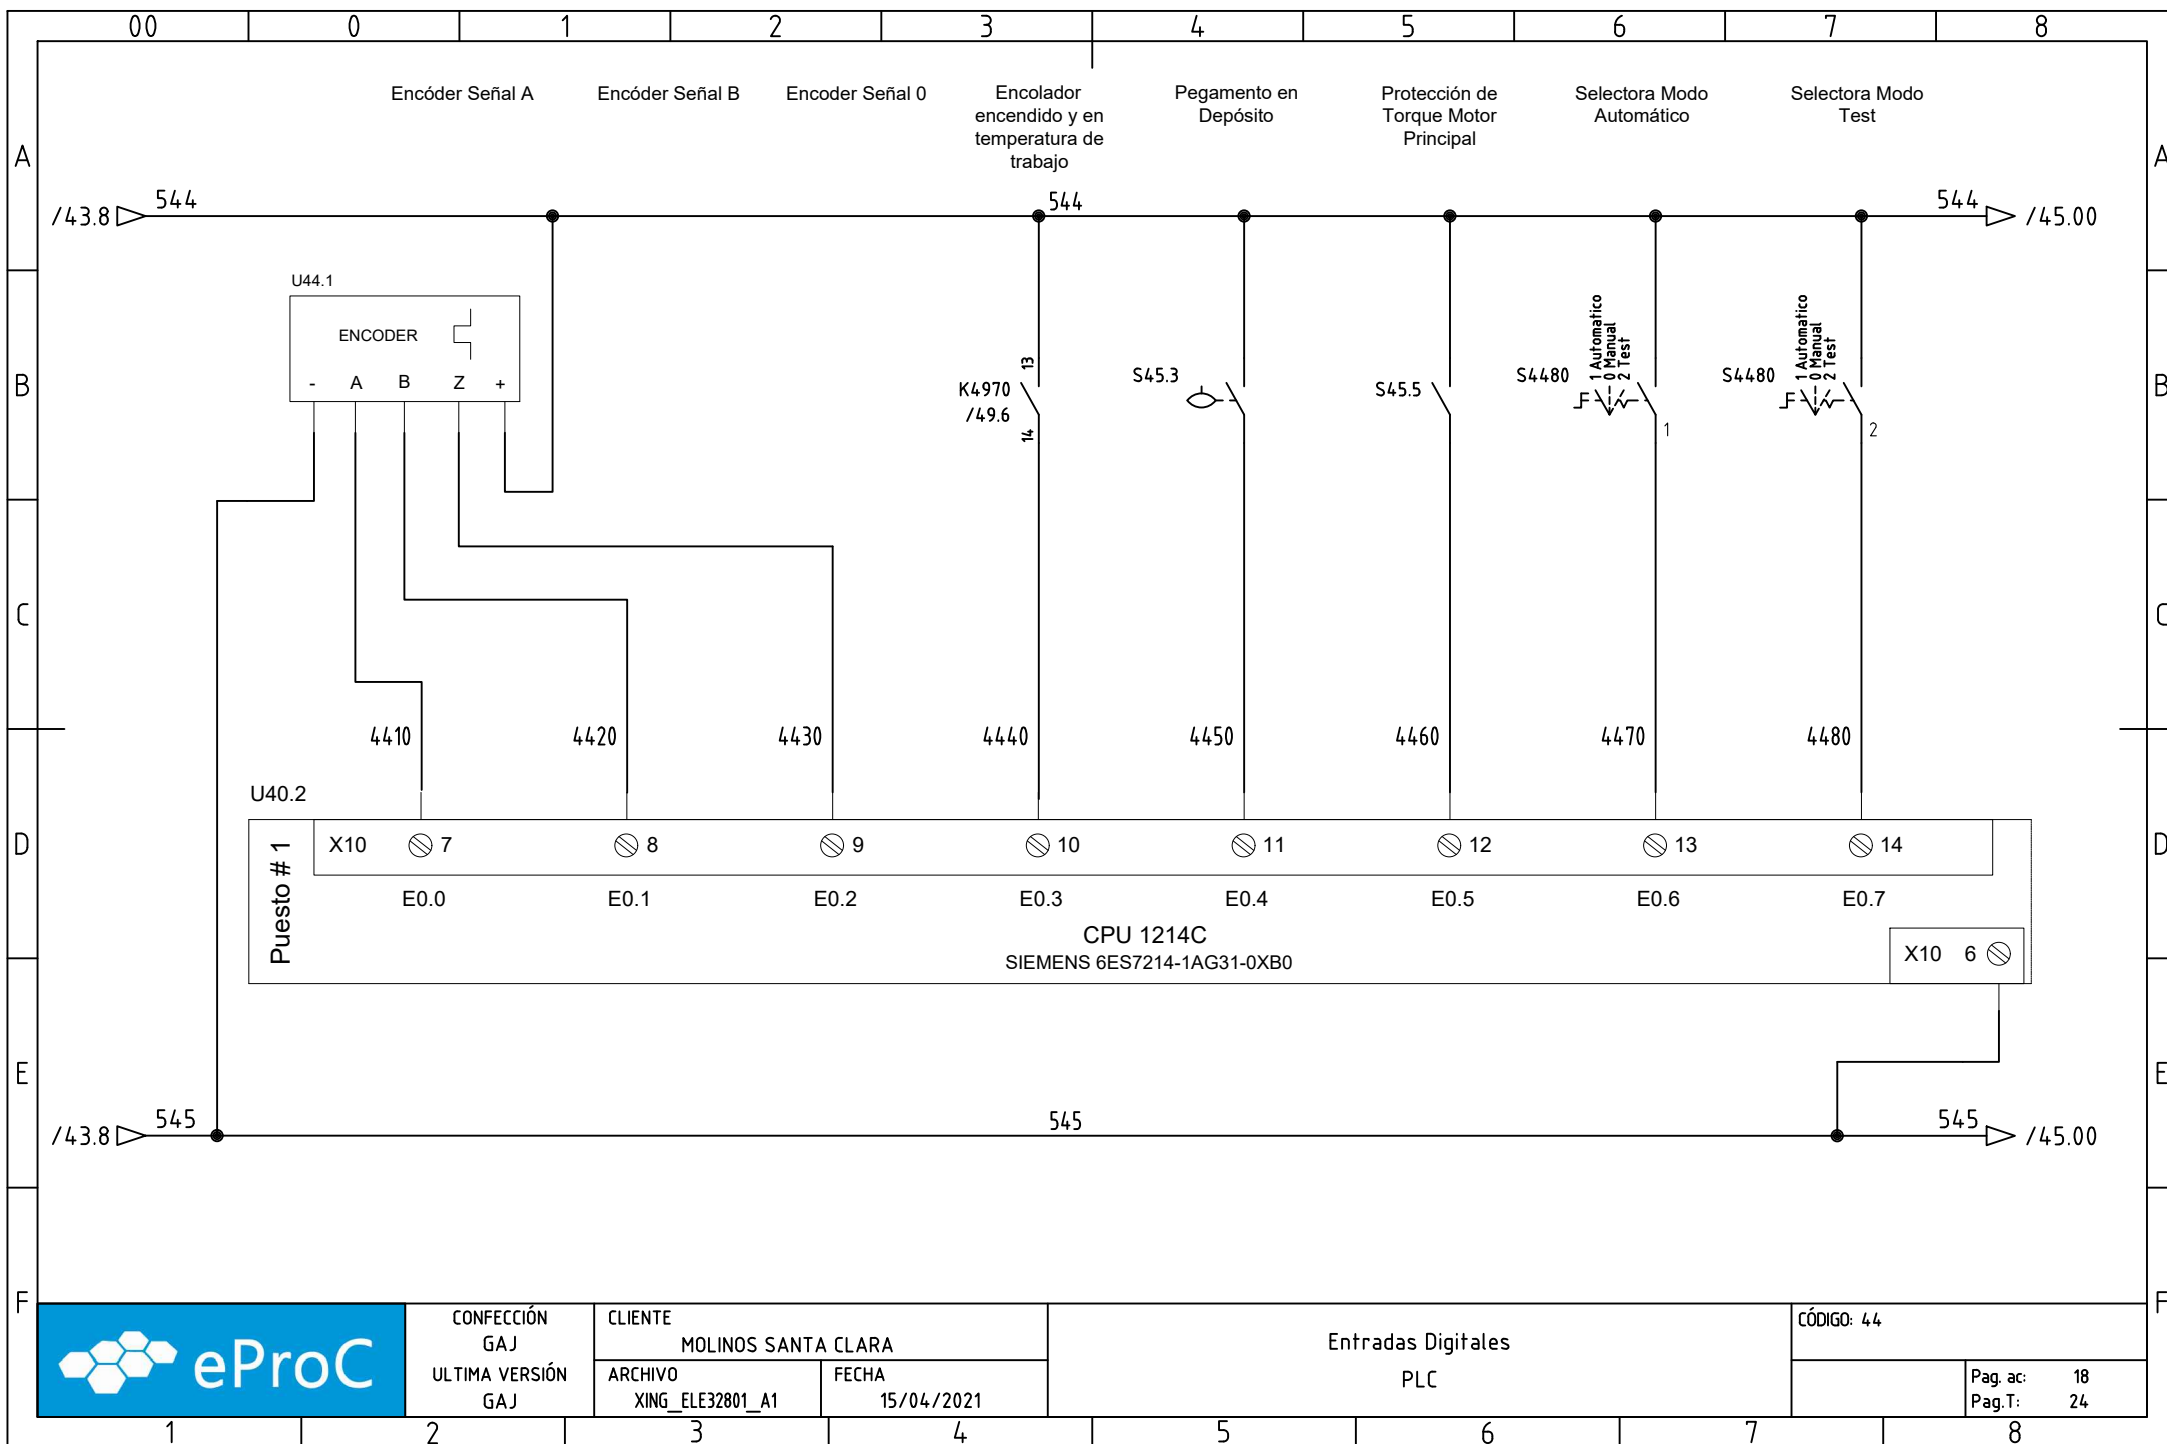 00 0 1 2 3 4 5 6 7 8
Encóder Señal A
Encóder Señal B
Encoder Señal 0
Encolador
encendido y en
temperatura de
trabajo
Pegamento en
Depósito
Protección de
Torque Motor
Principal
Selectora Modo
Automático
Selectora Modo
Test
A A
/43.8 544 544 544 /45.00
U44.1
ENCODER
- A B Z +
B B
K4970
/49.6
13
14
S45.3
S45.5
S4480
1 Automatico
0 Manual
2 Test
1
S4480
1 Automatico
0 Manual
2 Test
2
C C
4410 4420 4430 4440 4450 4460 4470 4480
U40.2
D D
Puesto # 1
X10 7 8 9 10 11 12 13 14
E0.0 E0.1 E0.2 E0.3 E0.4 E0.5 E0.6 E0.7
CPU 1214C
SIEMENS 6ES7214-1AG31-0XB0
X10 6
E E
/43.8 545 545 545 /45.00
F F
eProC
CONFECCIÓN
GAJ
ULTIMA VERSIÓN
GAJ
CLIENTE
MOLINOS SANTA CLARA
ARCHIVO
XING_ELE32801_A1
FECHA
15/04/2021
Entradas Digitales
PLC
CÓDIGO: 44
Pag. ac: 18
Pag.T: 24
1 2 3 4 5 6 7 8